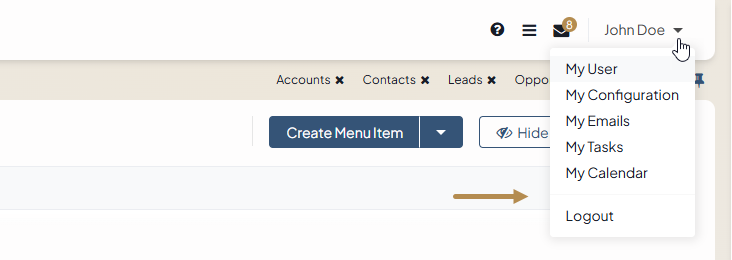 8
John Doe
Accounts ✖ Contacts ✖ Leads ✖ Oppo
My User
My Configuration
Create Menu Item
Hide
My Emails
My Tasks
My Calendar
Logout